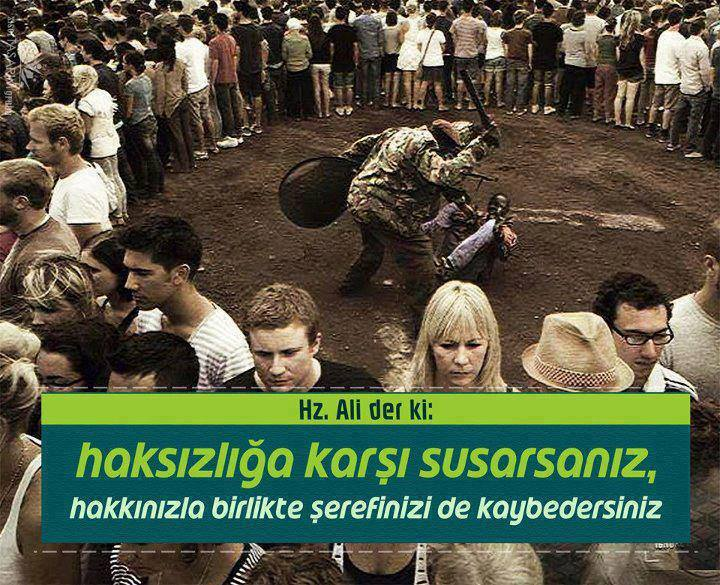 Hz. Ali der ki:
haksızlığa karşı susarsanız,
hakkınızla birlikte şerefinizi de kaybedersiniz